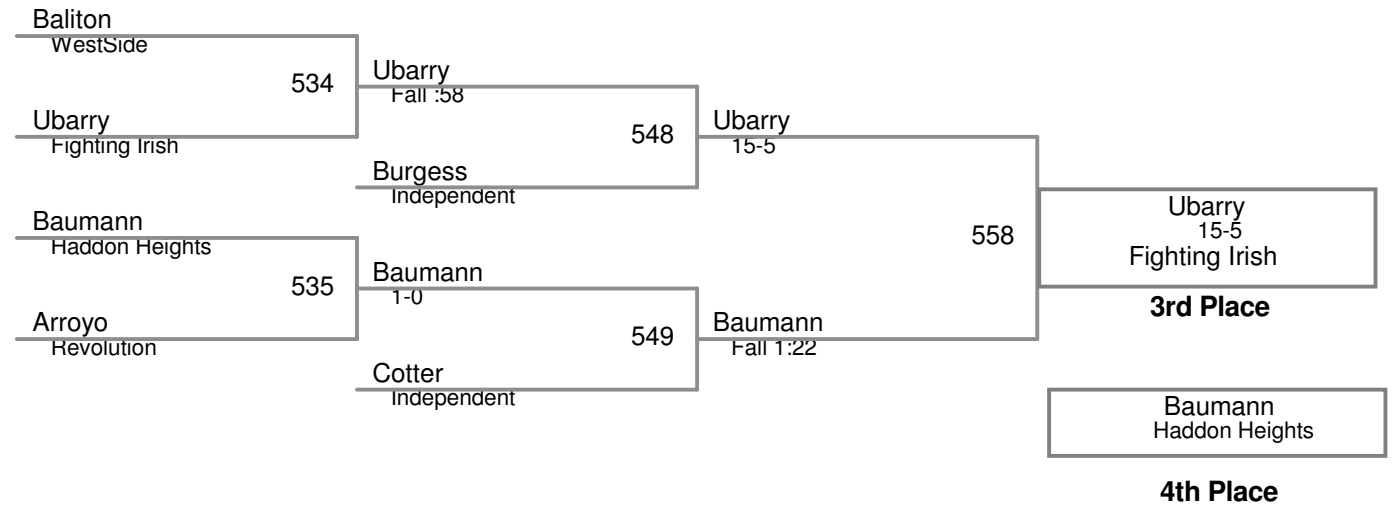 Baliton
WestSide
534
Ubarry
Fall :58
Ubarry
Fighting Irish
548
Ubarry
15-5
Burgess
Independent
Baumann
Haddon Heights
535
Baumann
1-0
Arroyo
Revolution
549
Baumann
Fall 1:22
Cotter
Independent
558
Ubarry
15-5
Fighting Irish
3rd Place
Baumann
Haddon Heights
4th Place